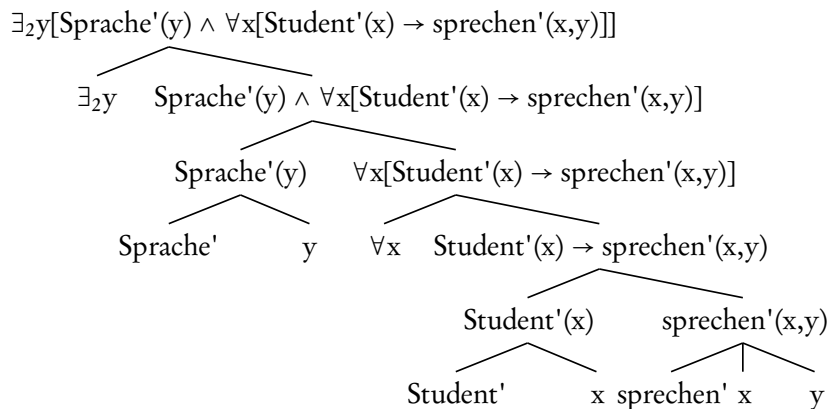 ∃₂y[Sprache'(y) ∧ ∀x[Student'(x) → sprechen'(x,y)]]
∃₂y Sprache'(y) ∧ ∀x[Student'(x) → sprechen'(x,y)]
Sprache'(y) ∀x[Student'(x) → sprechen'(x,y)]
Sprache' y ∀x Student'(x) → sprechen'(x,y)
Student'(x) sprechen'(x,y)
Student' x sprechen' x y